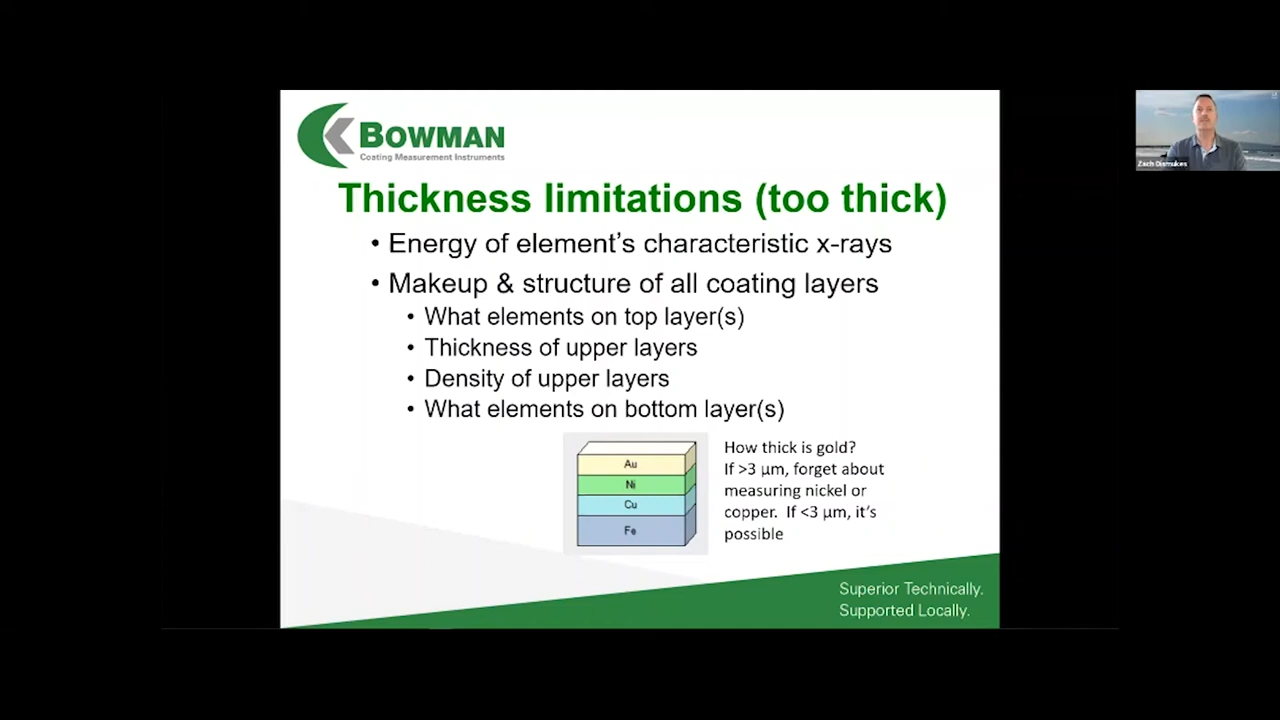 BOWMAN
Coating Measurement Instruments
Thickness limitations (too thick)
• Energy of element's characteristic x-rays
• Makeup & structure of all coating layers
• What elements on top layer(s)
• Thickness of upper layers
• Density of upper layers
• What elements on bottom layer(s)
Au
Ni
Cu
Fe
How thick is gold?
If >3 µm, forget about
measuring nickel or
copper. If <3 µm, it's
possible
Superior Technically.
Supported Locally.
Zach Dismukes